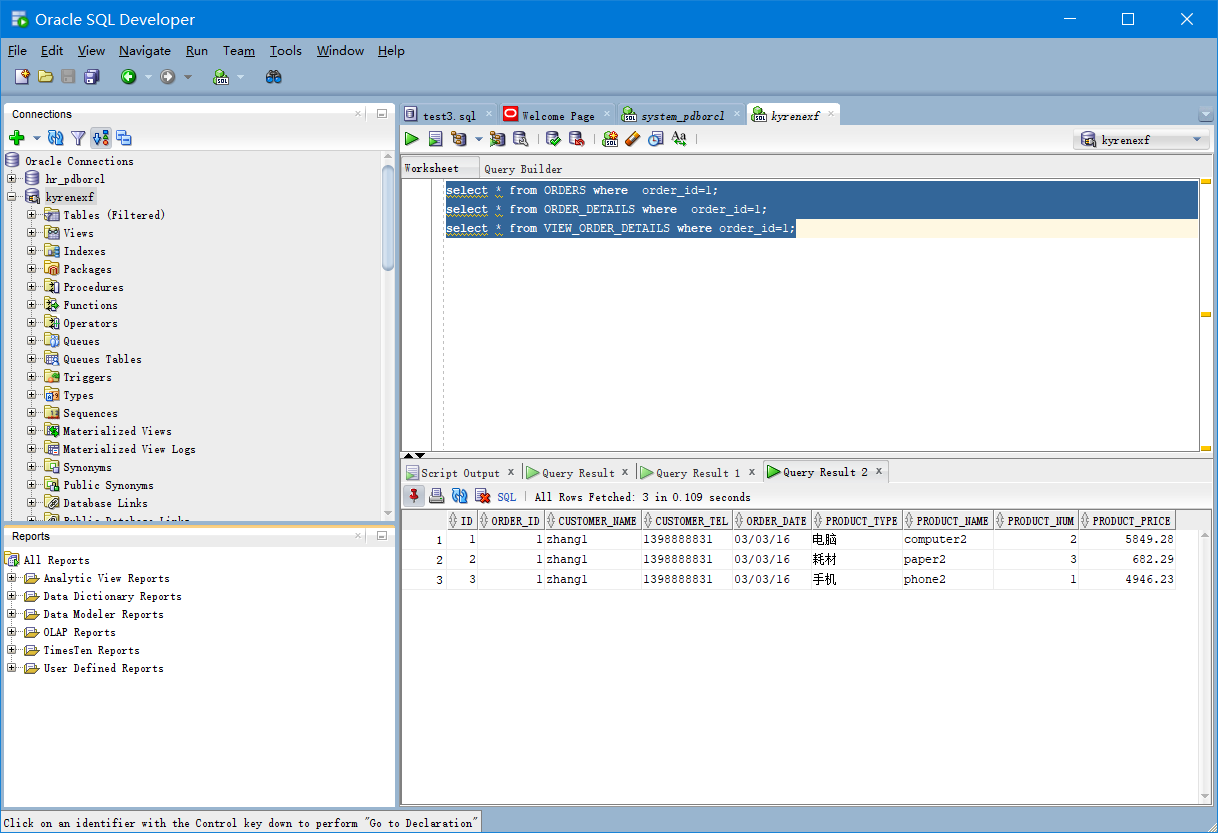 Oracle SQL Developer
File Edit View Navigate Run Team Tools Window Help
Connections
Oracle Connections
hr_pdborcl
kyrenexf
Tables (Filtered)
Views
Indexes
Packages
Procedures
Functions
Operators
Queues
Queues Tables
Triggers
Types
Sequences
Materialized Views
Materialized View Logs
Synonyms
Public Synonyms
Database Links
Public Database Links
Reports
All Reports
Analytic View Reports
Data Dictionary Reports
Data Modeler Reports
OLAP Reports
TimesTen Reports
User Defined Reports
test3.sql Welcome Page system_pdborcl kyrenexf
kyrenexf
Worksheet Query Builder
select * from ORDERS where  order_id=1;
select * from ORDER_DETAILS where  order_id=1;
select * from VIEW_ORDER_DETAILS where order_id=1;
Script Output Query Result Query Result 1 Query Result 2
SQL All Rows Fetched: 3 in 0.109 seconds
ID ORDER_ID CUSTOMER_NAME CUSTOMER_TEL ORDER_DATE PRODUCT_TYPE PRODUCT_NAME PRODUCT_NUM PRODUCT_PRICE
1 1 1 zhang1 1398888831 03/03/16 电脑 computer2 2 5849.28
2 2 1 zhang1 1398888831 03/03/16 耗材 paper2 3 682.29
3 3 1 zhang1 1398888831 03/03/16 手机 phone2 1 4946.23
Click on an identifier with the Control key down to perform "Go to Declaration"